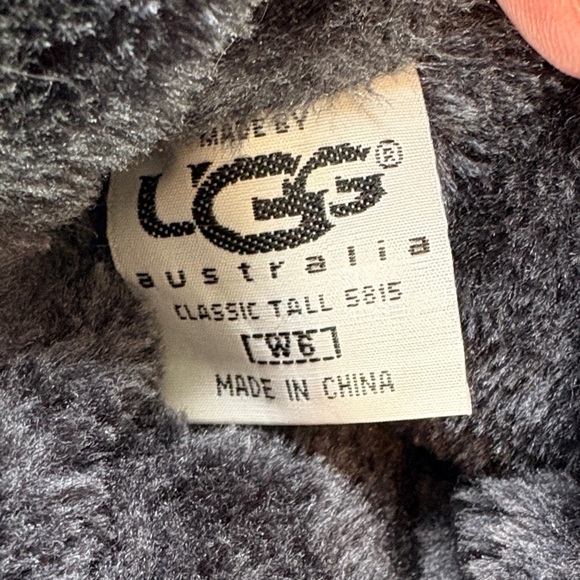 MADE BY
UGG®
australia
CLASSIC TALL 5815
W6
MADE IN CHINA